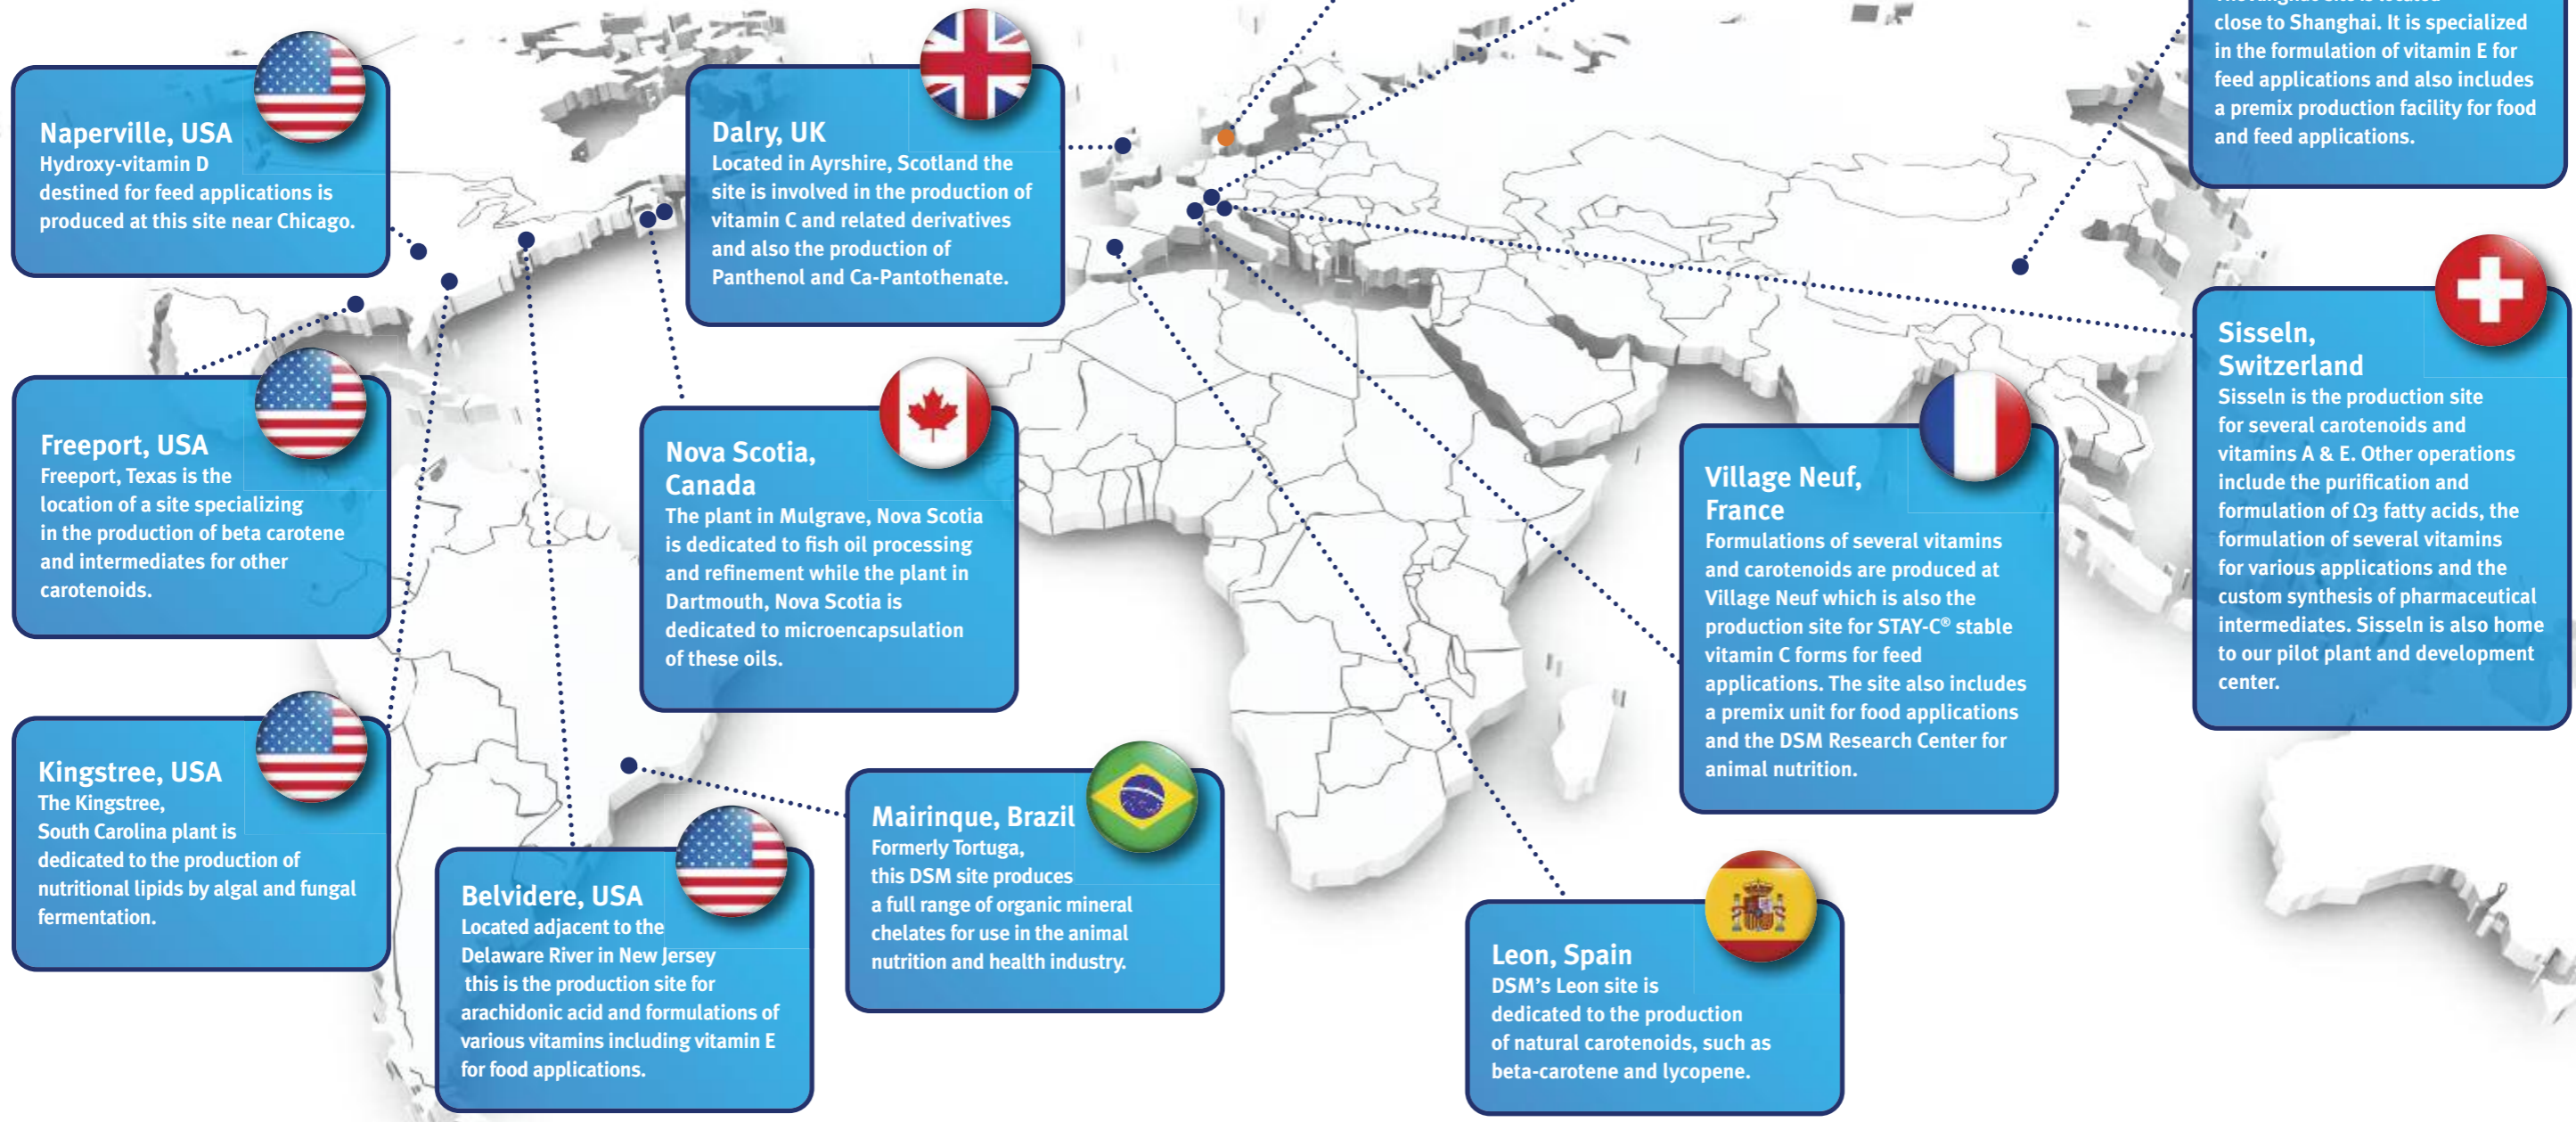 close to Shanghai. It is specialized
in the formulation of vitamin E for
feed applications and also includes
a premix production facility for food
and feed applications.
Naperville, USA
Hydroxy-vitamin D
destined for feed applications is
produced at this site near Chicago.
Dalry, UK
Located in Ayrshire, Scotland the
site is involved in the production of
vitamin C and related derivatives
and also the production of
Panthenol and Ca-Pantothenate.
Freeport, USA
Freeport, Texas is the
location of a site specializing
in the production of beta carotene
and intermediates for other
carotenoids.
Nova Scotia,
Canada
The plant in Mulgrave, Nova Scotia
is dedicated to fish oil processing
and refinement while the plant in
Dartmouth, Nova Scotia is
dedicated to microencapsulation
of these oils.
Village Neuf,
France
Formulations of several vitamins
and carotenoids are produced at
Village Neuf which is also the
production site for STAY-C® stable
vitamin C forms for feed
applications. The site also includes
a premix unit for food applications
and the DSM Research Center for
animal nutrition.
Sisseln,
Switzerland
Sisseln is the production site
for several carotenoids and
vitamins A & E. Other operations
include the purification and
formulation of Ω3 fatty acids, the
formulation of several vitamins
for various applications and the
custom synthesis of pharmaceutical
intermediates. Sisseln is also home
to our pilot plant and development
center.
Kingstree, USA
The Kingstree,
South Carolina plant is
dedicated to the production of
nutritional lipids by algal and fungal
fermentation.
Belvidere, USA
Located adjacent to the
Delaware River in New Jersey
this is the production site for
arachidonic acid and formulations of
various vitamins including vitamin E
for food applications.
Mairinque, Brazil
Formerly Tortuga,
this DSM site produces
a full range of organic mineral
chelates for use in the animal
nutrition and health industry.
Leon, Spain
DSM's Leon site is
dedicated to the production
of natural carotenoids, such as
beta-carotene and lycopene.